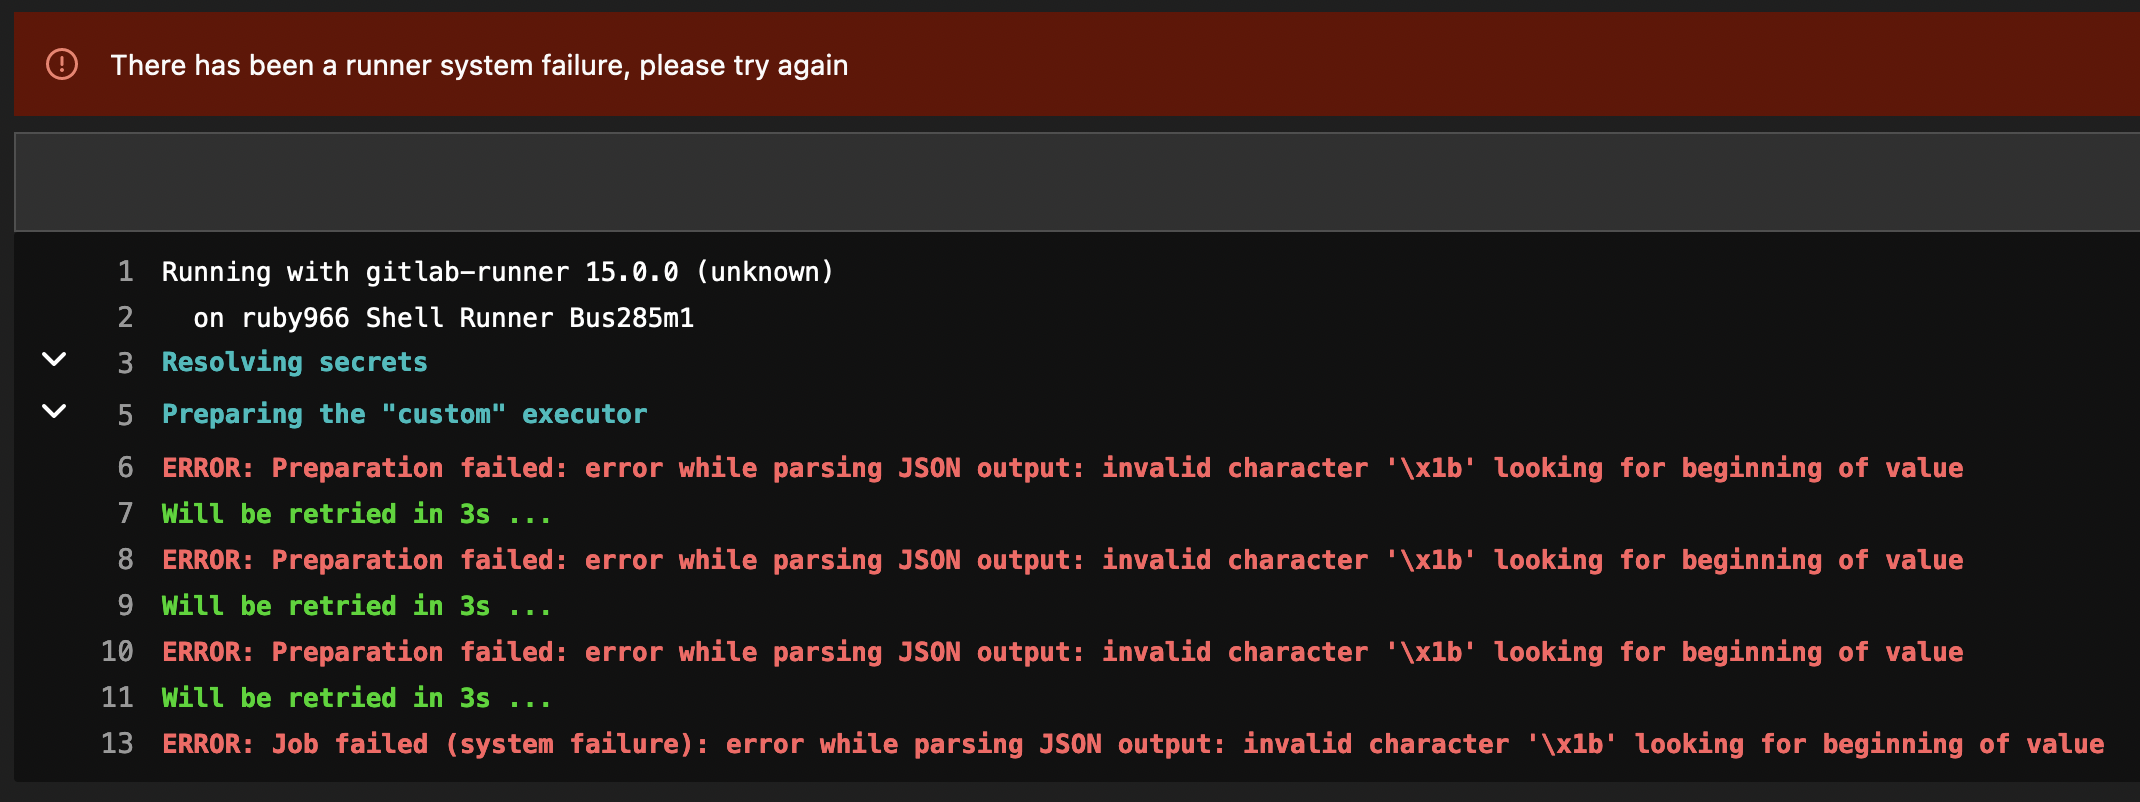 There has been a runner system failure, please try again
1 Running with gitlab-runner 15.0.0 (unknown)
2 on ruby966 Shell Runner Bus285m1
3 Resolving secrets
5 Preparing the "custom" executor
6 ERROR: Preparation failed: error while parsing JSON output: invalid character '\x1b' looking for beginning of value
7 Will be retried in 3s ...
8 ERROR: Preparation failed: error while parsing JSON output: invalid character '\x1b' looking for beginning of value
9 Will be retried in 3s ...
10 ERROR: Preparation failed: error while parsing JSON output: invalid character '\x1b' looking for beginning of value
11 Will be retried in 3s ...
13 ERROR: Job failed (system failure): error while parsing JSON output: invalid character '\x1b' looking for beginning of value